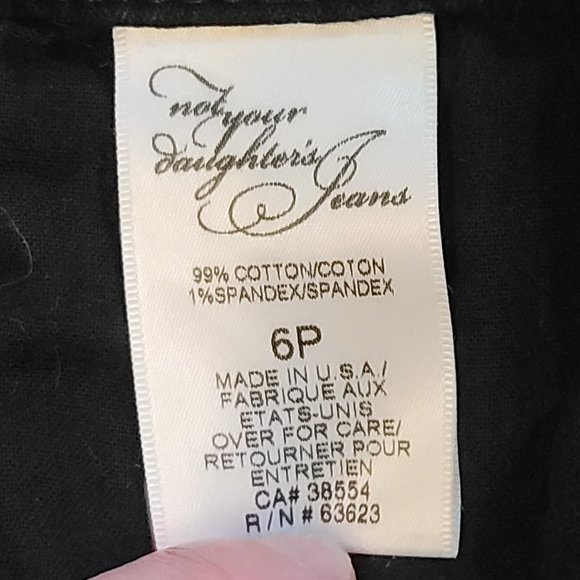 not your
daughter's
Jeans
99% COTTON/COTON
1%SPANDEX/SPANDEX
6P
MADE IN U.S.A./
FABRIQUE AUX
ETATS-UNIS
OVER FOR CARE/
RETOURNER POUR
ENTRETIEN
CA# 38554
R/N # 63623